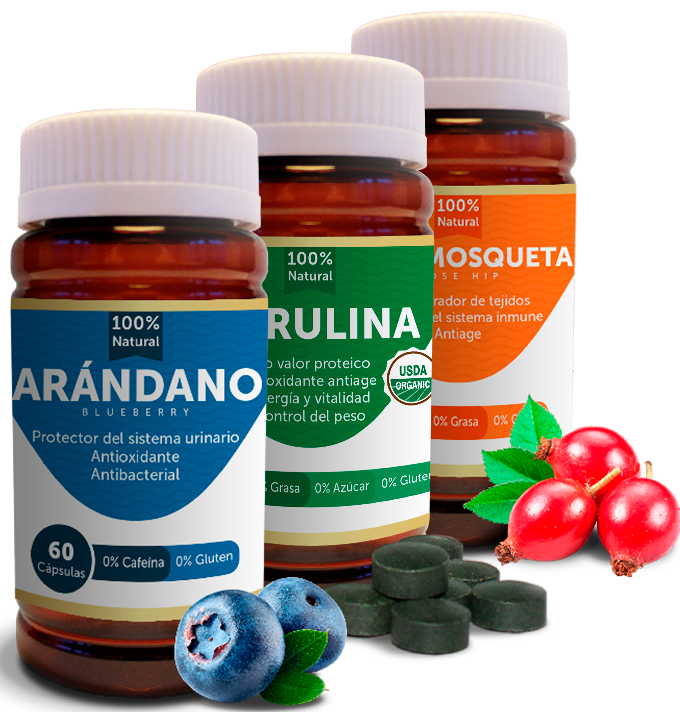 100%
Natural
ARÁNDANO
BLUEBERRY
Protector del sistema urinario
Antioxidante
Antibacterial
60
Cápsulas
0% Cafeína
0% Gluten
100%
Natural
RULINA
valor proteico
oxidante antiage
ergía y vitalidad
ontrol del peso
USDA
ORGANIC
Grasa
0% Azúcar
0% Gluten
100%
Natural
MOSQUETA
OSE HIP
rador de tejidos
el sistema inmune
Antiage
0% Grasa
0%